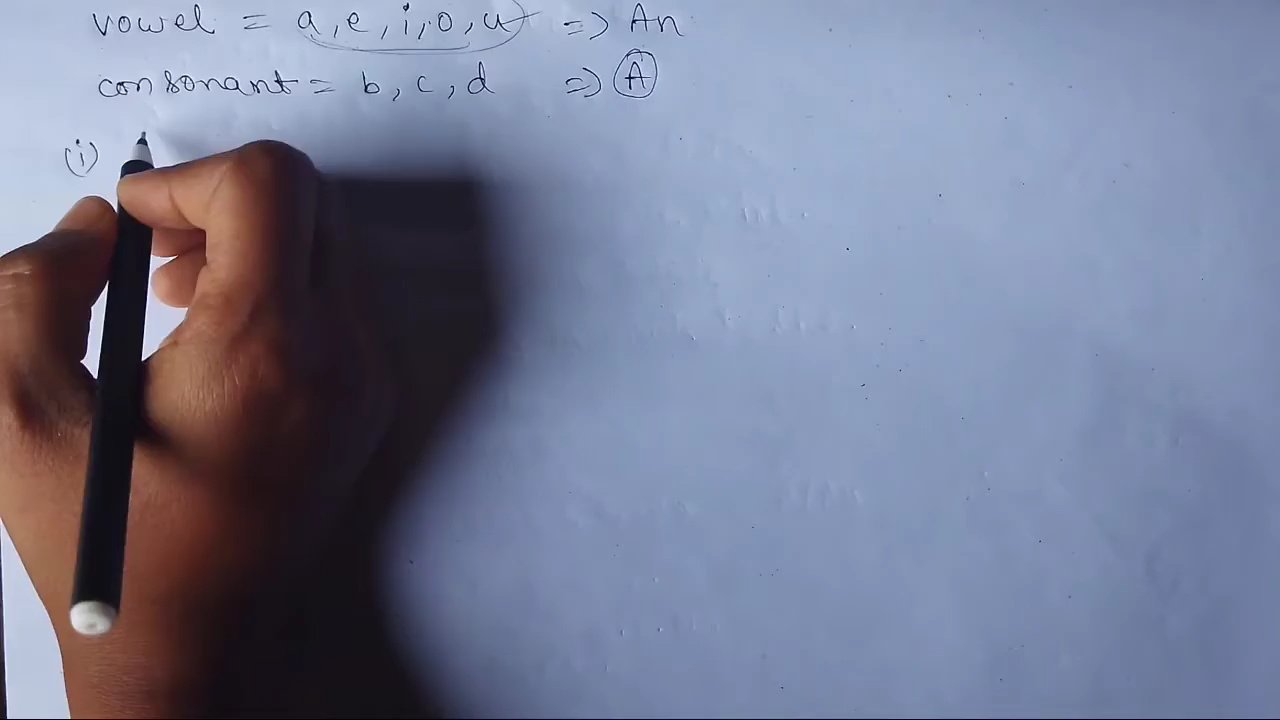 vowel = a, e, i, o, u => An
consonant = b, c, d => A
(i)